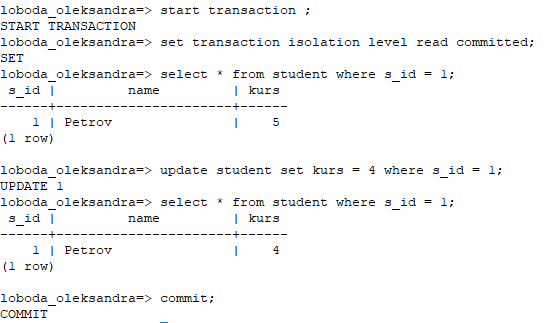 loboda_oleksandra=> start transaction ;
START TRANSACTION
loboda_oleksandra=> set transaction isolation level read committed;
SET
loboda_oleksandra=> select * from student where s_id = 1;
 s_id |         name         | kurs
------+----------------------+------
    1 | Petrov               |    5
(1 row)
loboda_oleksandra=> update student set kurs = 4 where s_id = 1;
UPDATE 1
loboda_oleksandra=> select * from student where s_id = 1;
 s_id |         name         | kurs
------+----------------------+------
    1 | Petrov               |    4
(1 row)
loboda_oleksandra=> commit;
COMMIT